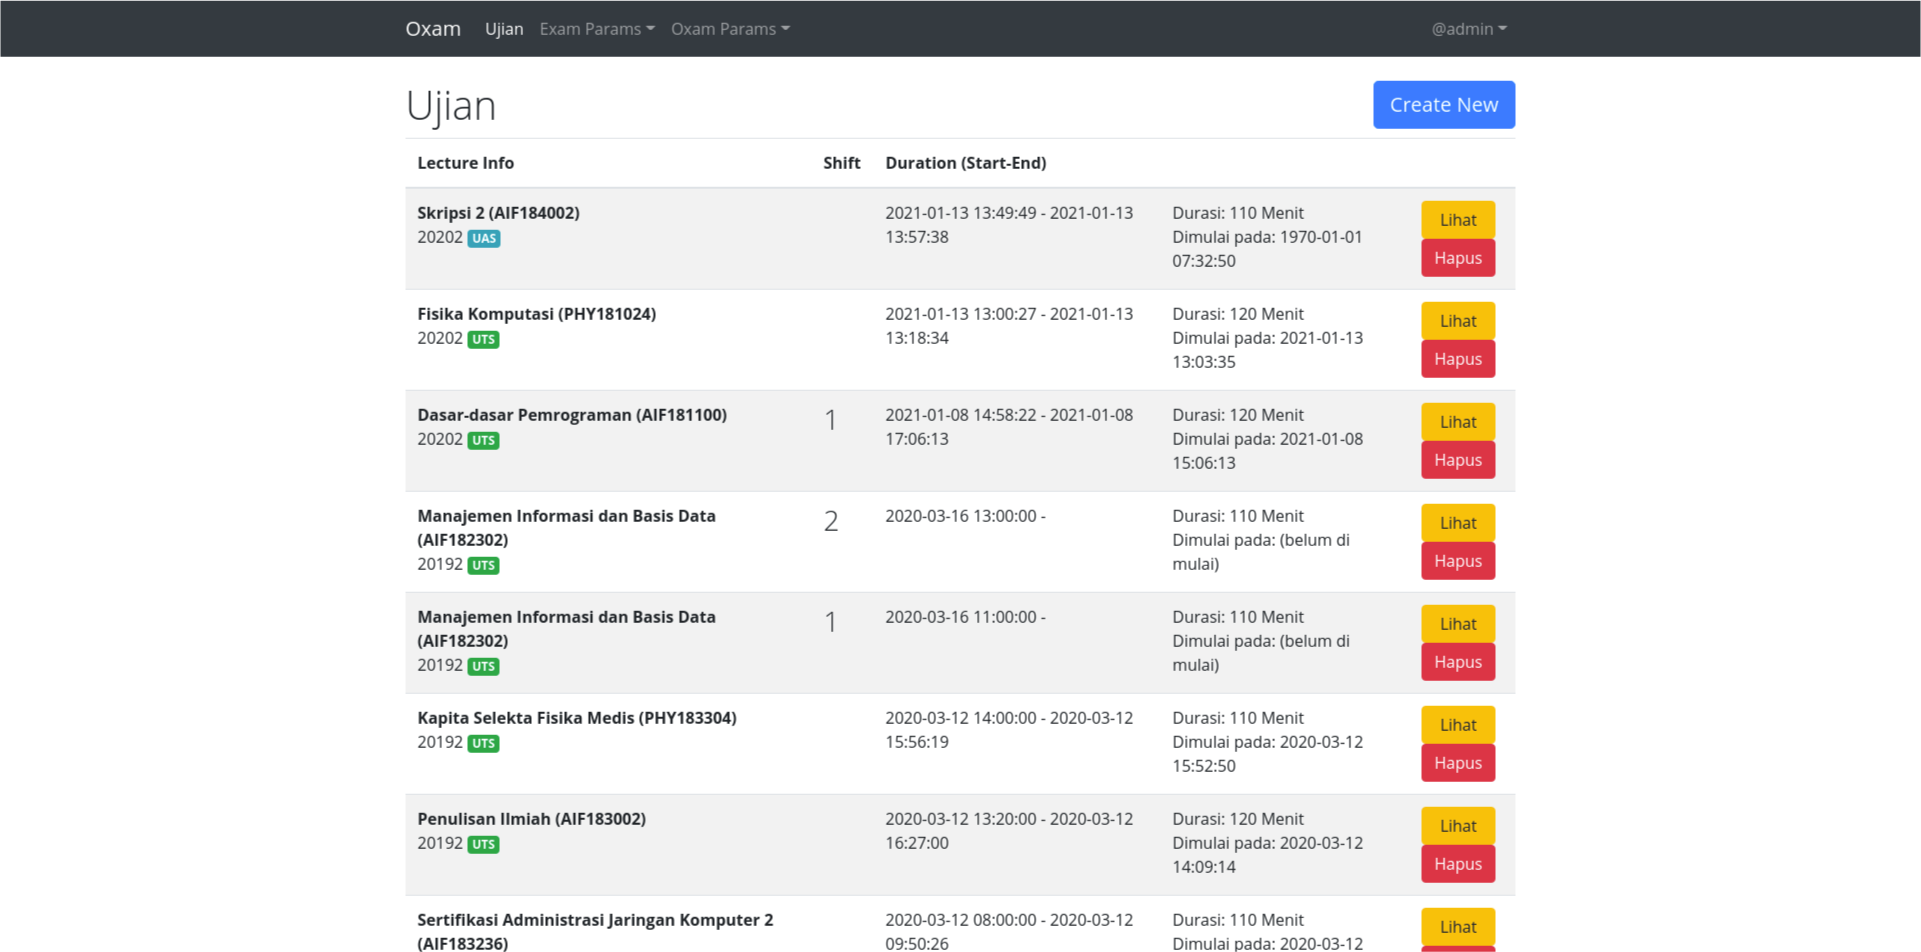 Oxam Ujian Exam Params Oxam Params @admin
Ujian
Create New
Lecture Info Shift Duration (Start-End)
Skripsi 2 (AIF184002)
20202 UAS
2021-01-13 13:49:49 - 2021-01-13
13:57:38
Durasi: 110 Menit
Dimulai pada: 1970-01-01
07:32:50
Lihat
Hapus
Fisika Komputasi (PHY181024)
20202 UTS
2021-01-13 13:00:27 - 2021-01-13
13:18:34
Durasi: 120 Menit
Dimulai pada: 2021-01-13
13:03:35
Lihat
Hapus
Dasar-dasar Pemrograman (AIF181100)
20202 UTS
1
2021-01-08 14:58:22 - 2021-01-08
17:06:13
Durasi: 120 Menit
Dimulai pada: 2021-01-08
15:06:13
Lihat
Hapus
Manajemen Informasi dan Basis Data
(AIF182302)
20192 UTS
2
2020-03-16 13:00:00 -
Durasi: 110 Menit
Dimulai pada: (belum di
mulai)
Lihat
Hapus
Manajemen Informasi dan Basis Data
(AIF182302)
20192 UTS
1
2020-03-16 11:00:00 -
Durasi: 110 Menit
Dimulai pada: (belum di
mulai)
Lihat
Hapus
Kapita Selekta Fisika Medis (PHY183304)
20192 UTS
2020-03-12 14:00:00 - 2020-03-12
15:56:19
Durasi: 110 Menit
Dimulai pada: 2020-03-12
15:52:50
Lihat
Hapus
Penulisan Ilmiah (AIF183002)
20192 UTS
2020-03-12 13:20:00 - 2020-03-12
16:27:00
Durasi: 120 Menit
Dimulai pada: 2020-03-12
14:09:14
Lihat
Hapus
Sertifikasi Administrasi Jaringan Komputer 2
(AIF183236)
2020-03-12 08:00:00 - 2020-03-12
09:50:26
Durasi: 110 Menit
Dimulai pada: 2020-03-12
Lihat